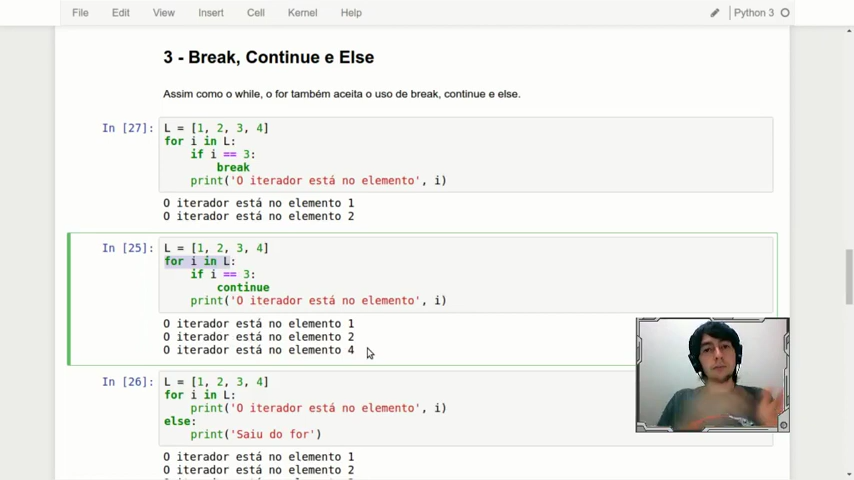 File Edit View Insert Cell Kernel Help Python 3
3 - Break, Continue e Else
Assim como o while, o for também aceita o uso de break, continue e else.
In [27]: L = [1, 2, 3, 4]
for i in L:
if i == 3:
break
print('O iterador está no elemento', i)
O iterador está no elemento 1
O iterador está no elemento 2
In [25]: L = [1, 2, 3, 4]
for i in L:
if i == 3:
continue
print('O iterador está no elemento', i)
O iterador está no elemento 1
O iterador está no elemento 2
O iterador está no elemento 4
In [26]: L = [1, 2, 3, 4]
for i in L:
print('O iterador está no elemento', i)
else:
print('Saiu do for')
O iterador está no elemento 1
O iterador está no elemento 2